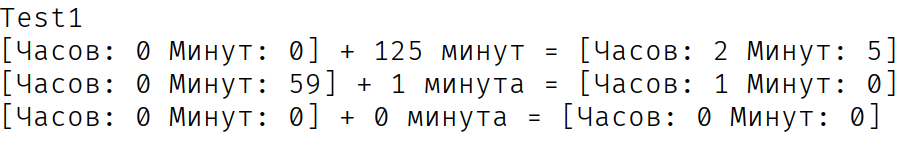 Test1
[Часов: 0 Минут: 0] + 125 минут = [Часов: 2 Минут: 5]
[Часов: 0 Минут: 59] + 1 минута = [Часов: 1 Минут: 0]
[Часов: 0 Минут: 0] + 0 минута = [Часов: 0 Минут: 0]